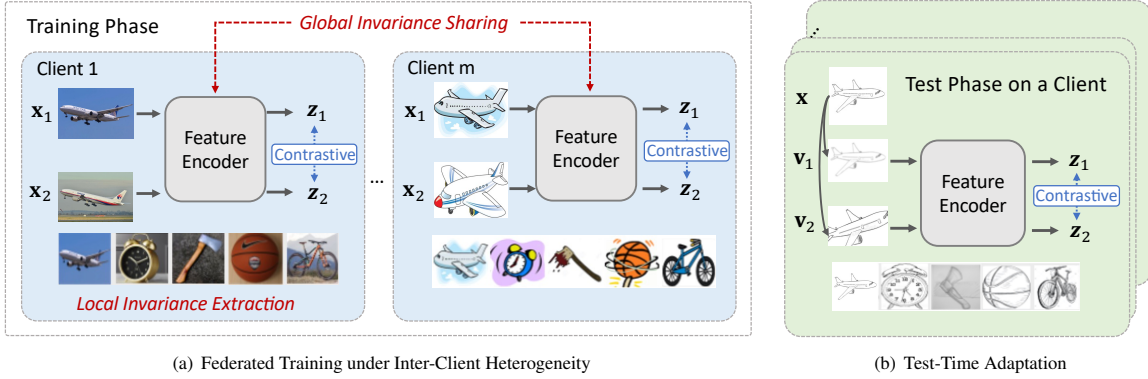 Training Phase
Global Invariance Sharing
Client 1
x1
Feature
Encoder
z1
Contrastive
x2
z2
Local Invariance Extraction
...
Client m
x1
Feature
Encoder
z1
Contrastive
x2
z2
(a) Federated Training under Inter-Client Heterogeneity
...
Test Phase on a Client
x
v1
v2
Feature
Encoder
z1
Contrastive
z2
(b) Test-Time Adaptation